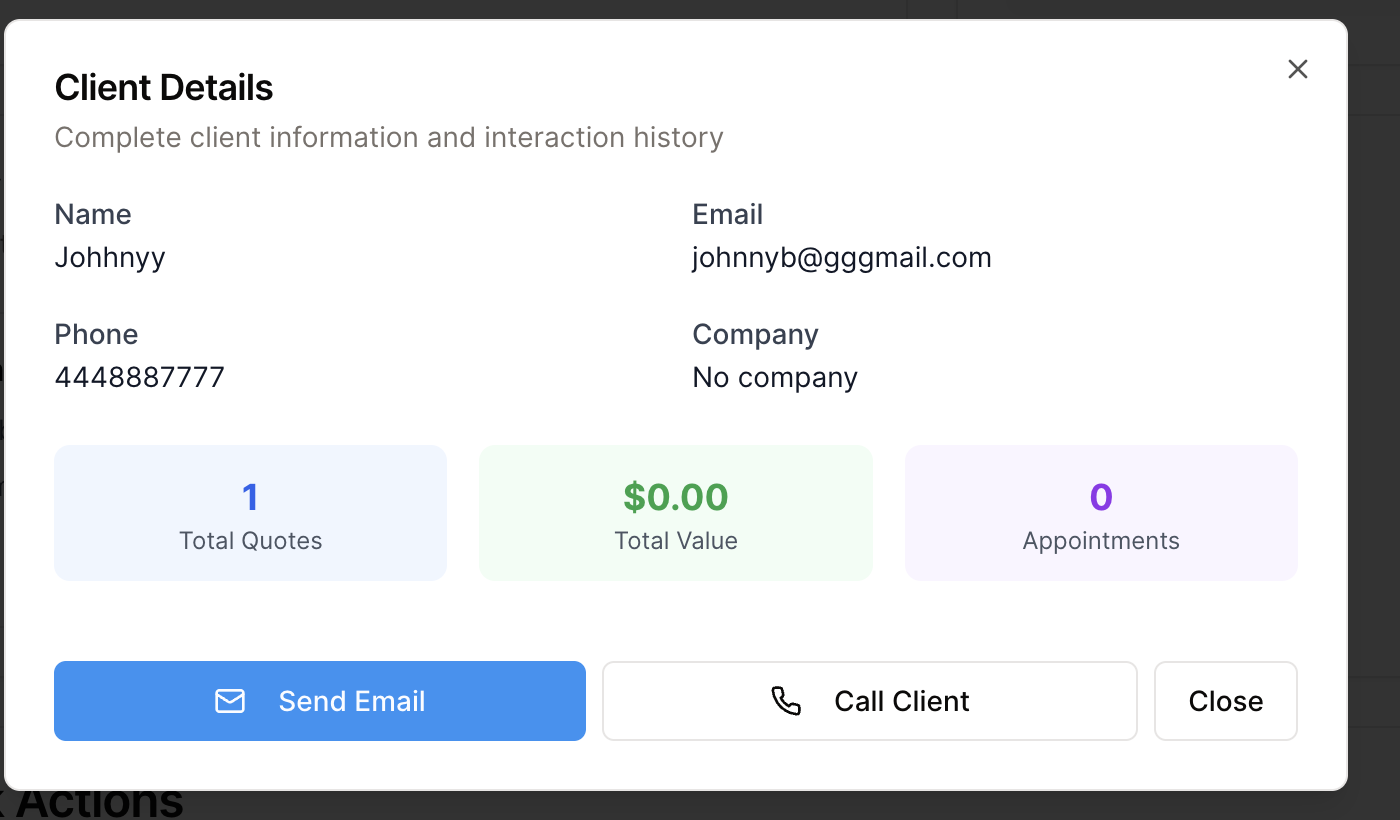 Client Details
Complete client information and interaction history
Name
Johhnyy
Email
johnnyb@gggmail.com
Phone
4448887777
Company
No company
1
Total Quotes
$0.00
Total Value
0
Appointments
Send Email
Call Client
Close
Actions